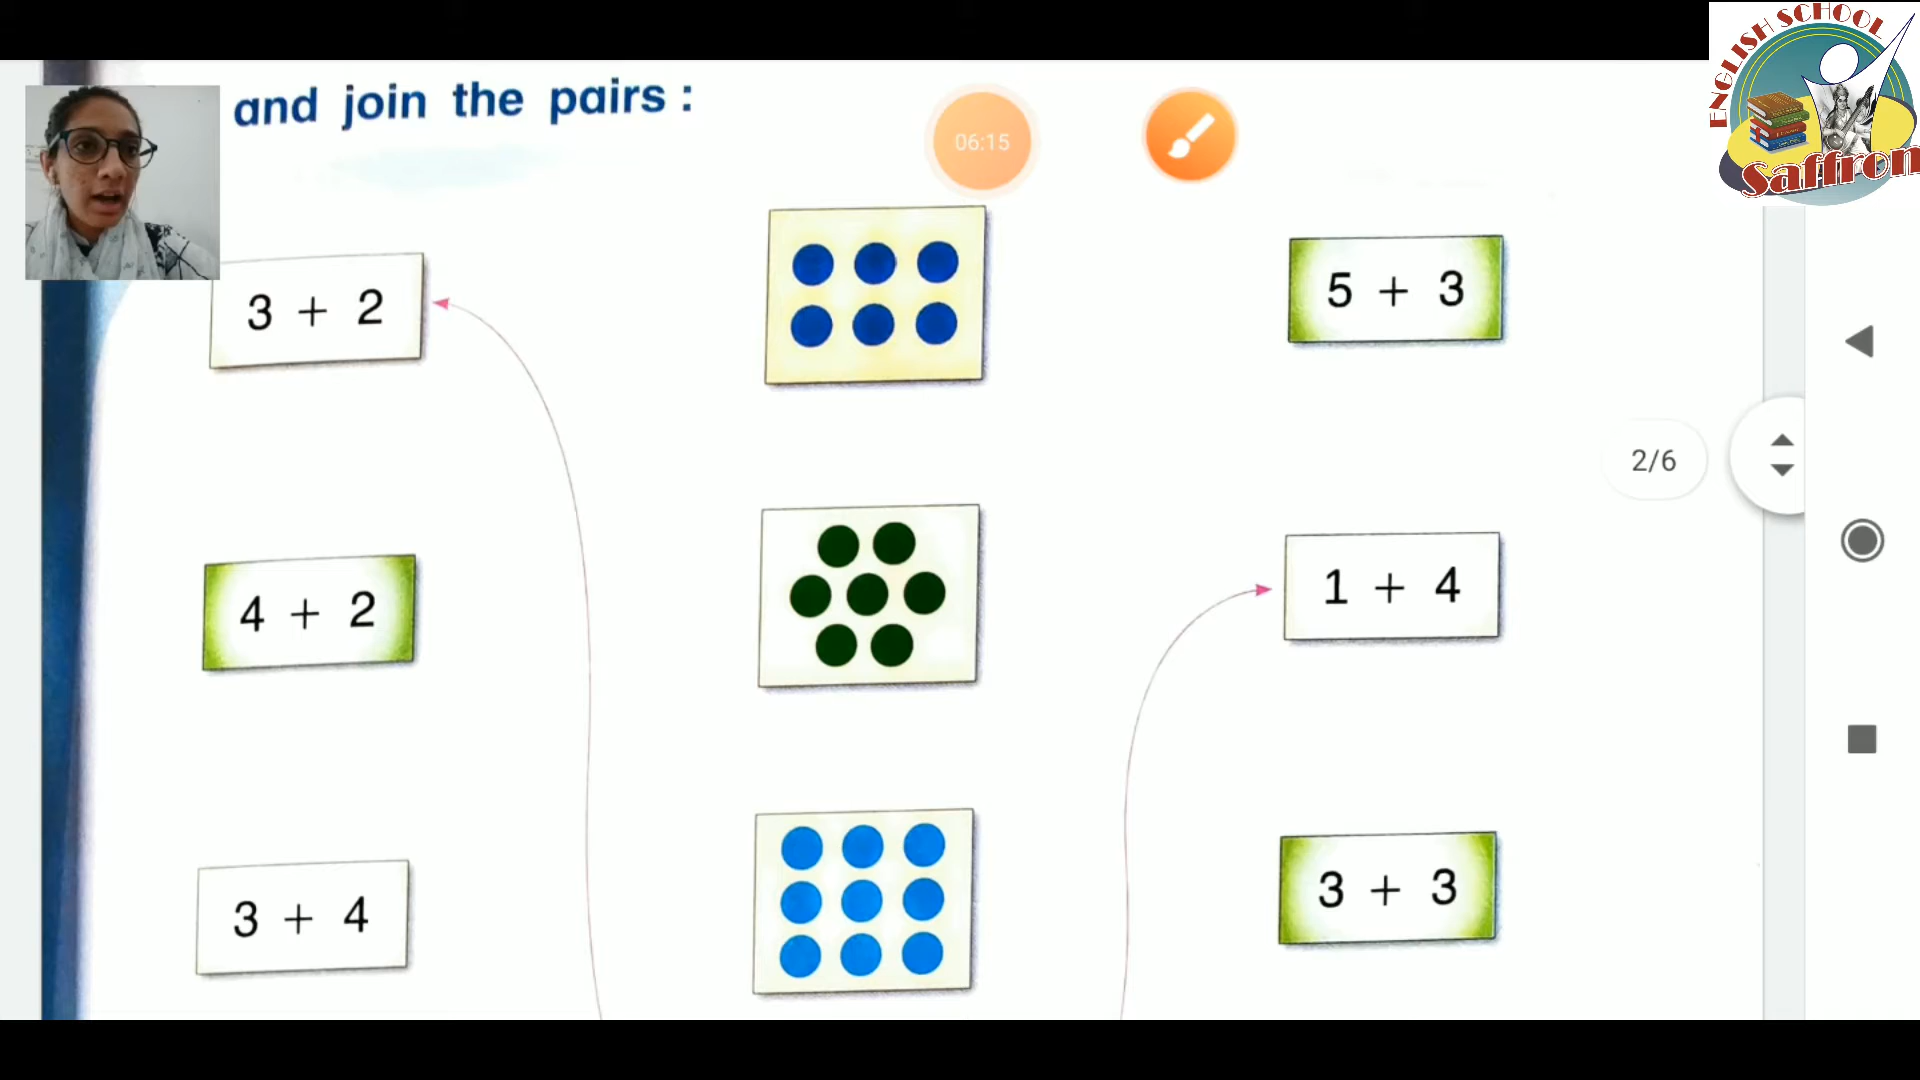 and join the pairs :
06:15
ENGLISH SCHOOL
Saffron
3 + 2
5 + 3
2/6
4 + 2
1 + 4
3 + 4
3 + 3